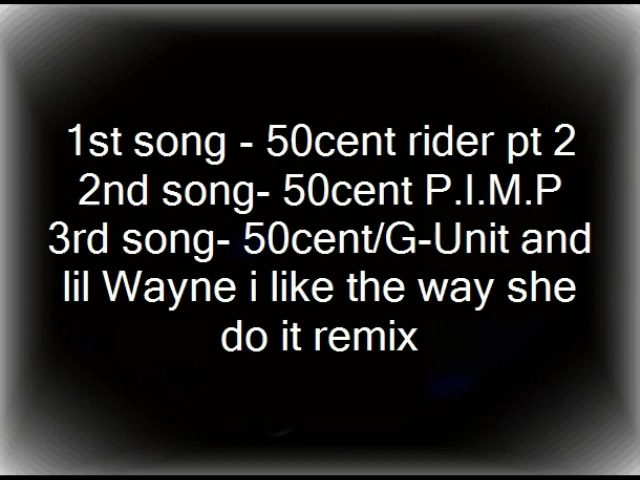 1st song - 50cent rider pt 2
2nd song- 50cent P.I.M.P
3rd song- 50cent/G-Unit and
lil Wayne i like the way she
do it remix